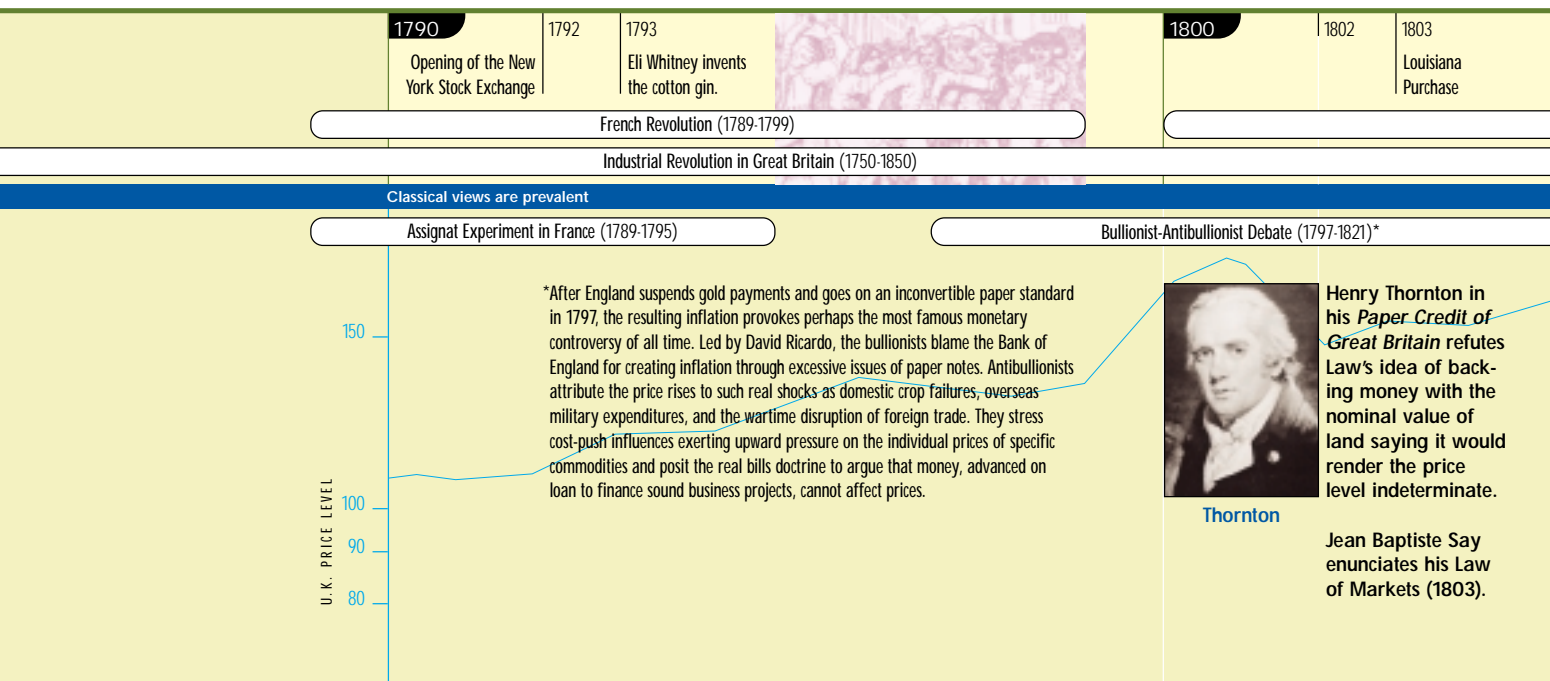 1790
1792
1793
1800
1802
1803
Opening of the New
York Stock Exchange
Eli Whitney invents
the cotton gin.
Louisiana
Purchase
French Revolution (1789-1799)
Industrial Revolution in Great Britain (1750-1850)
Classical views are prevalent
Assignat Experiment in France (1789-1795)
Bullionist-Antibullionist Debate (1797-1821)*
*After England suspends gold payments and goes on an inconvertible paper standard
in 1797, the resulting inflation provokes perhaps the most famous monetary
controversy of all time. Led by David Ricardo, the bullionists blame the Bank of
England for creating inflation through excessive issues of paper notes. Antibullionists
attribute the price rises to such real shocks as domestic crop failures, overseas
military expenditures, and the wartime disruption of foreign trade. They stress
cost-push influences exerting upward pressure on the individual prices of specific
commodities and posit the real bills doctrine to argue that money, advanced on
loan to finance sound business projects, cannot affect prices.
Thornton
Henry Thornton in
his Paper Credit of
Great Britain refutes
Law's idea of back-
ing money with the
nominal value of
land saying it would
render the price
level indeterminate.
Jean Baptiste Say
enunciates his Law
of Markets (1803).
U.K. PRICE LEVEL
150
100
90
80